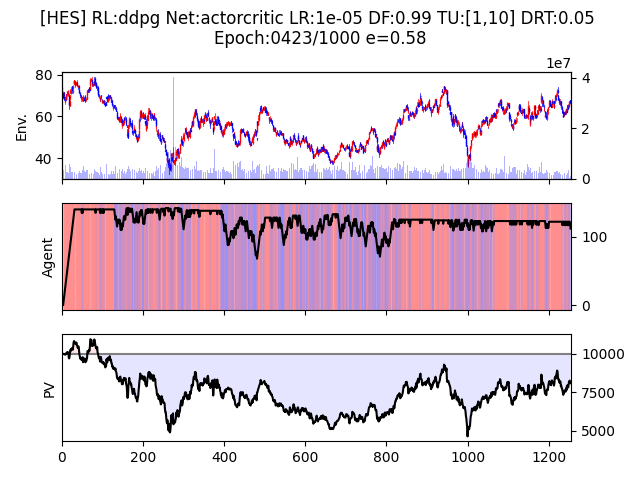 [HES] RL:ddpg Net:actorcritic LR:1e-05 DF:0.99 TU:[1,10] DRT:0.05
Epoch:0423/1000 e=0.58
1e7
80
60
40
Env.
4
2
0
Agent
100
0
PV
10000
7500
5000
0 200 400 600 800 1000 1200